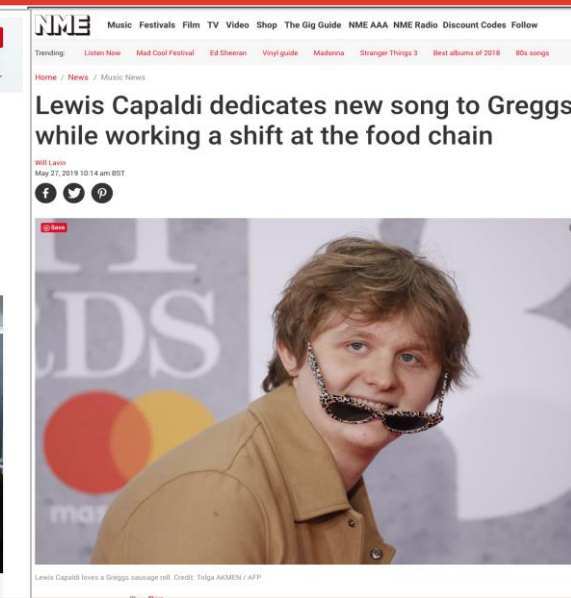 NME Music Festivals Film TV Video Shop The Gig Guide NME AAA NME Radio Discount Codes Follow
Trending: Listen Now Mad Cool Festival Ed Sheeran Vinyl guide Madonna Stranger Things 3 Best albums of 2018 80s songs
Home / News / Music News
Lewis Capaldi dedicates new song to Greggs
while working a shift at the food chain
Will Lavin
May 27, 2019 10:14 am BST
Save
RDS
mas
Lewis Capaldi loves a Greggs sausage roll. Credit: Tolga AKMEN / AFP